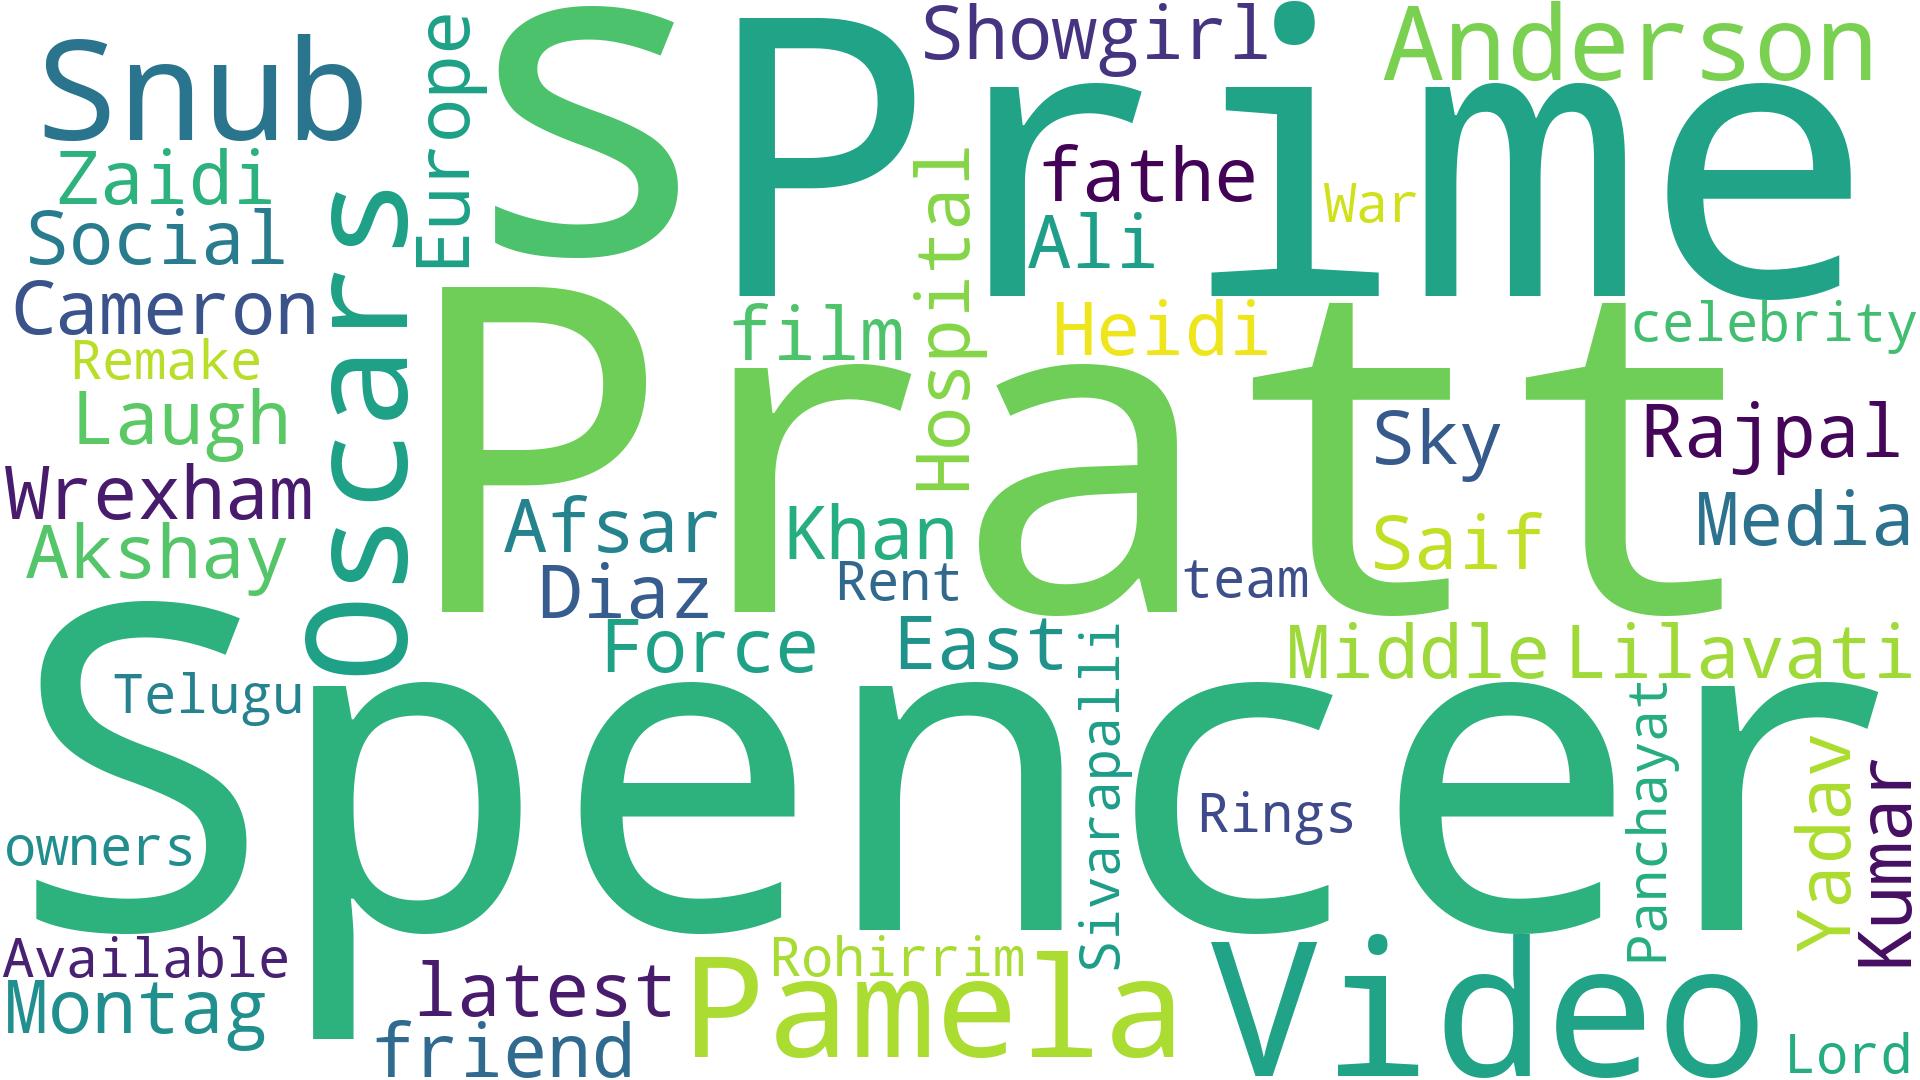 Snub
Europe
S
Prime
Showgirl
Anderson
Zaidi
Social
Cameron
Remake
Laugh
Wrexham
Akshay
oscars
Hospital
fathe
Ali
War
Pratt
film
Heidi
celebrity
Sky
Rajpal
Saif
Media
Afsar
Khan
Diaz
Rent
team
Force
East
Middle
Lilavati
Spencer
Telugu
owners
Sivarapalli
Rings
Panchayat
Yadav
Kumar
Available
Montag
latest
friend
Rohirrim
Pamela
Video
Lord